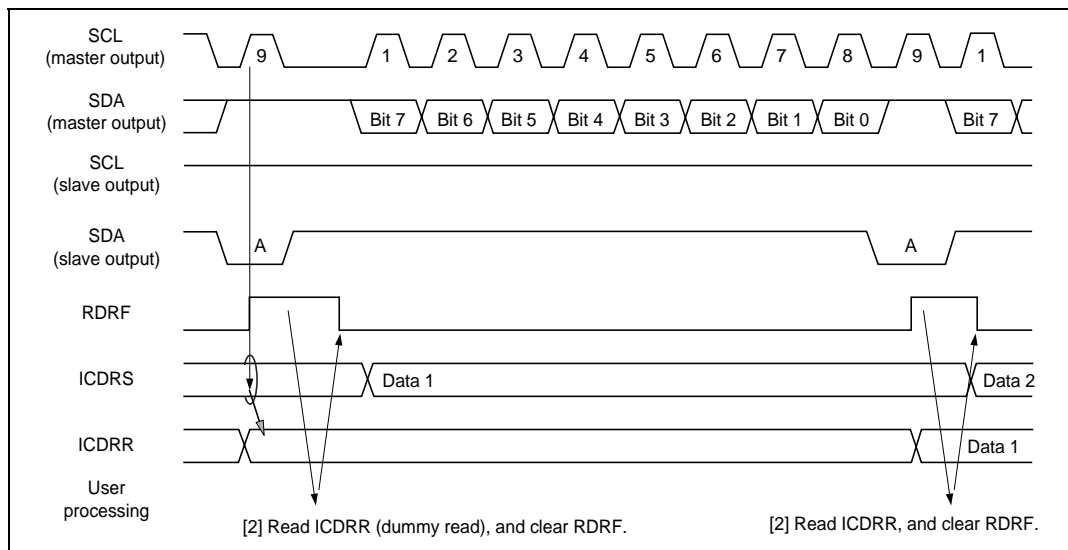 SCL
(master output)
9 1 2 3 4 5 6 7 8 9 1
SDA
(master output)
Bit 7 Bit 6 Bit 5 Bit 4 Bit 3 Bit 2 Bit 1 Bit 0 Bit 7
SCL
(slave output)
SDA
(slave output)
A A
RDRF
ICDRS
Data 1 Data 2
ICDRR
Data 1
User
processing
[2] Read ICDRR (dummy read), and clear RDRF.
[2] Read ICDRR, and clear RDRF.